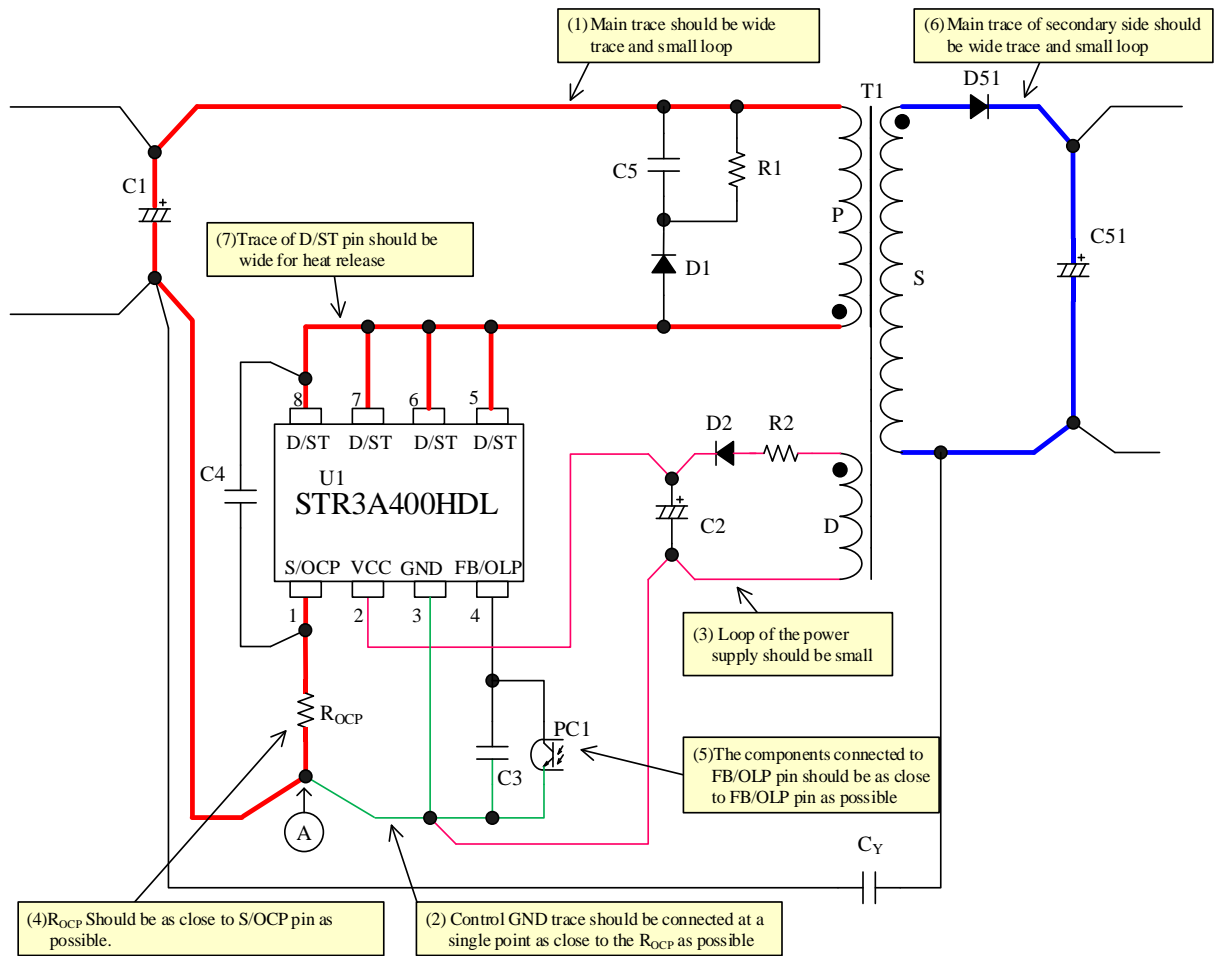 (1) Main trace should be wide
trace and small loop
(6) Main trace of secondary side should
be wide trace and small loop
D51
T1
C5
R1
C1
P
(7)Trace of D/ST pin should be
wide for heat release
D1
S
C51
8
7
6
5
D/ST
D/ST
D/ST
D/ST
D2
R2
C4
U1
STR3A400HDL
C2
D
S/OCP
VCC
GND
FB/OLP
1
2
3
4
(3) Loop of the power
supply should be small
ROCP
PC1
C3
(5)The components connected to
FB/OLP pin should be as close
to FB/OLP pin as possible
A
CY
(4)ROCP Should be as close to S/OCP pin as
possible.
(2) Control GND trace should be connected at a
single point as close to the ROCP as possible
+
+
+